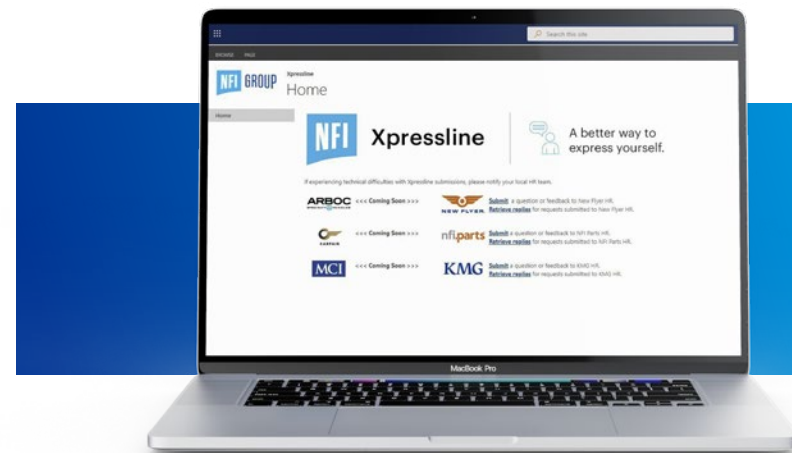 Search this site
BROWSE PAGE
NFI GROUP
Xpressline
Home
Home
NFI Xpressline
A better way to
express yourself.
If experiencing technical difficulties with Xpressline submissions, please notify your local HR team.
ARBOC <<< Coming Soon >>>
NEW FLYER
Submit a question or feedback to New Flyer HR.
Retrieve replies for requests submitted to New Flyer HR.
CARFAIR <<< Coming Soon >>>
nfi.parts
Submit a question or feedback to NFI Parts HR.
Retrieve replies for requests submitted to NFI Parts HR.
MCI <<< Coming Soon >>>
KMG
Submit a question or feedback to KMG HR.
Retrieve replies for requests submitted to KMG HR.
MacBook Pro